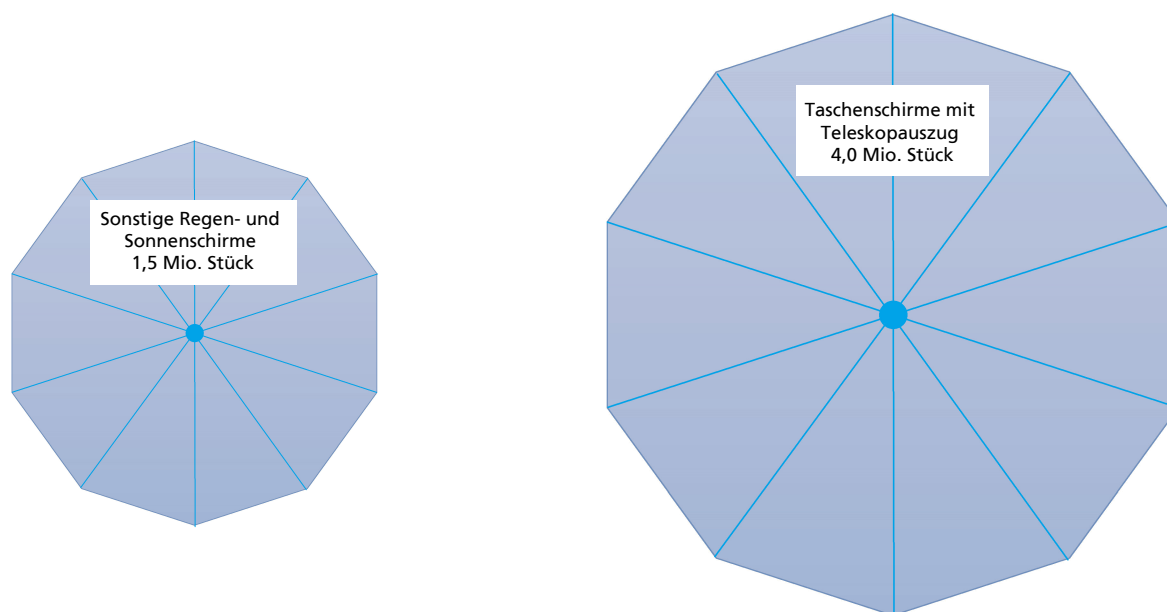 Sonstige Regen- und
Sonnenschirme
1,5 Mio. Stück
Taschenschirme mit
Teleskopauszug
4,0 Mio. Stück